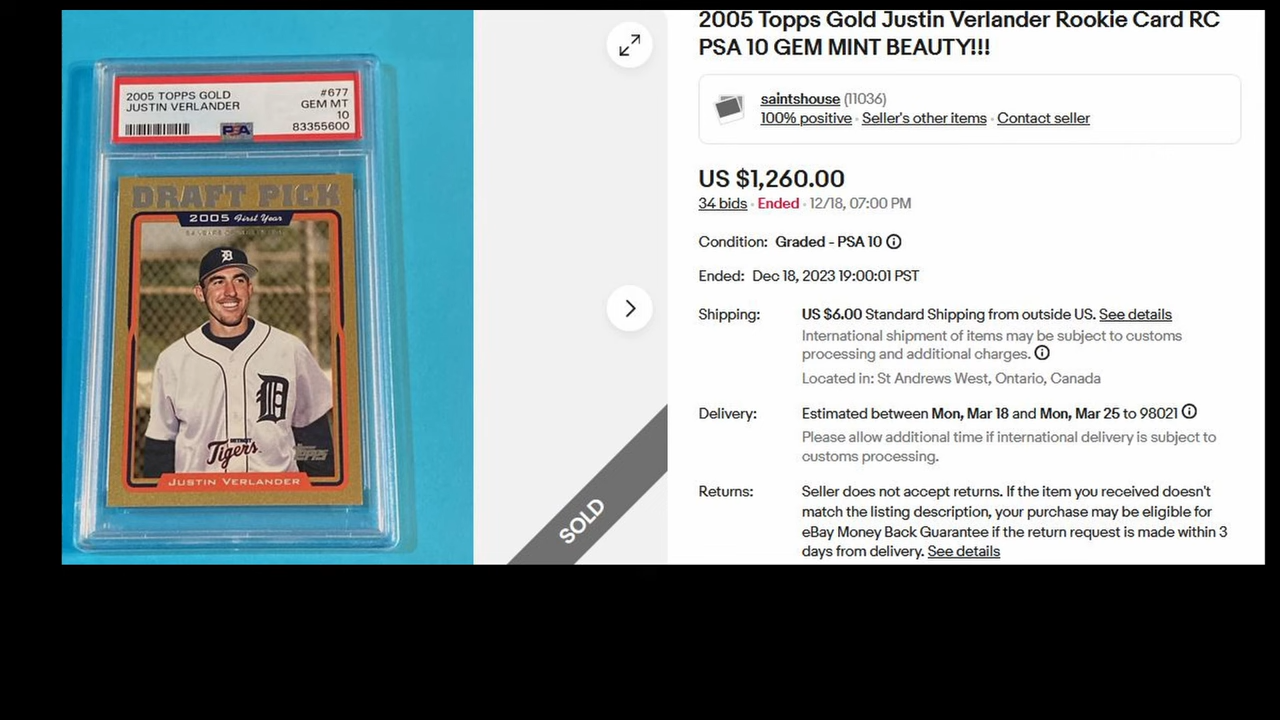 2005 TOPPS GOLD #677
JUSTIN VERLANDER GEM MT
10
PSA 83355600
DRAFT PICK
2005 First Year
Detroit
Tigers
Topps
JUSTIN VERLANDER
SOLD
2005 Topps Gold Justin Verlander Rookie Card RC
PSA 10 GEM MINT BEAUTY!!!
saintshouse (11036)
100% positive · Seller's other items · Contact seller
US $1,260.00
34 bids · Ended · 12/18, 07:00 PM
Condition: Graded - PSA 10
Ended: Dec 18, 2023 19:00:01 PST
Shipping: US $6.00 Standard Shipping from outside US. See details
International shipment of items may be subject to customs
processing and additional charges.
Located in: St Andrews West, Ontario, Canada
Delivery: Estimated between Mon, Mar 18 and Mon, Mar 25 to 98021
Please allow additional time if international delivery is subject to
customs processing.
Returns: Seller does not accept returns. If the item you received doesn't
match the listing description, your purchase may be eligible for
eBay Money Back Guarantee if the return request is made within 3
days from delivery. See details